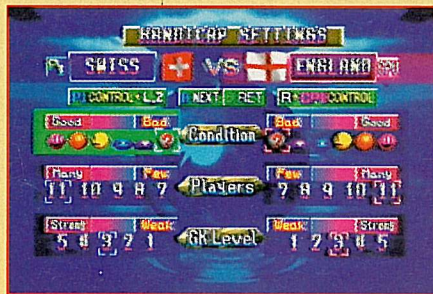 HANDICAP SETTINGS
SWISS VS ENGLAND
CONTROL + L.2 NEXT RET R + CONTROL
Good Bad Condition Bad Good
Many Few Players Few Many
11 10 9 8 7 7 8 9 10 11
Strong Weak GK Level Weak Strong
5 4 3 2 1 1 2 3 4 5